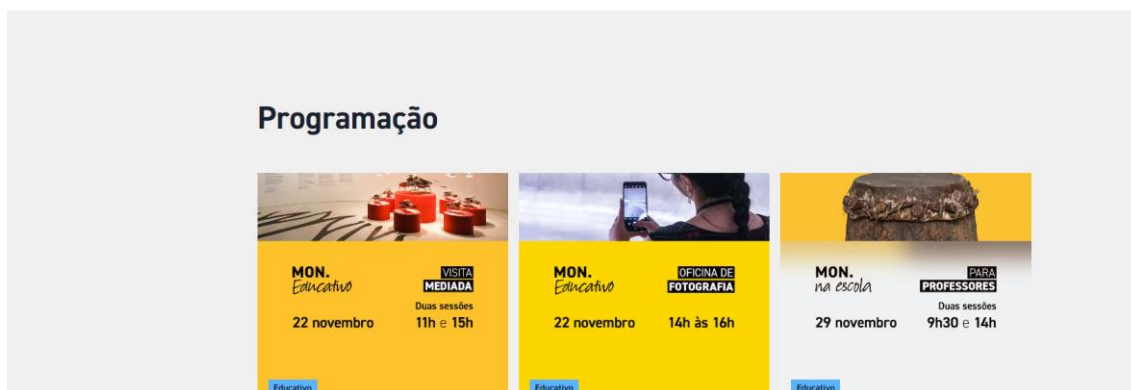 Programação
MON.
Educativo
VISITA
MEDIADA
Duas sessões
22 novembro
11h e 15h
Educativo
MON.
Educativo
OFICINA DE
FOTOGRAFIA
22 novembro
14h às 16h
Educativo
MON.
na escola
PARA
PROFESSORES
Duas sessões
29 novembro
9h30 e 14h
Educativo